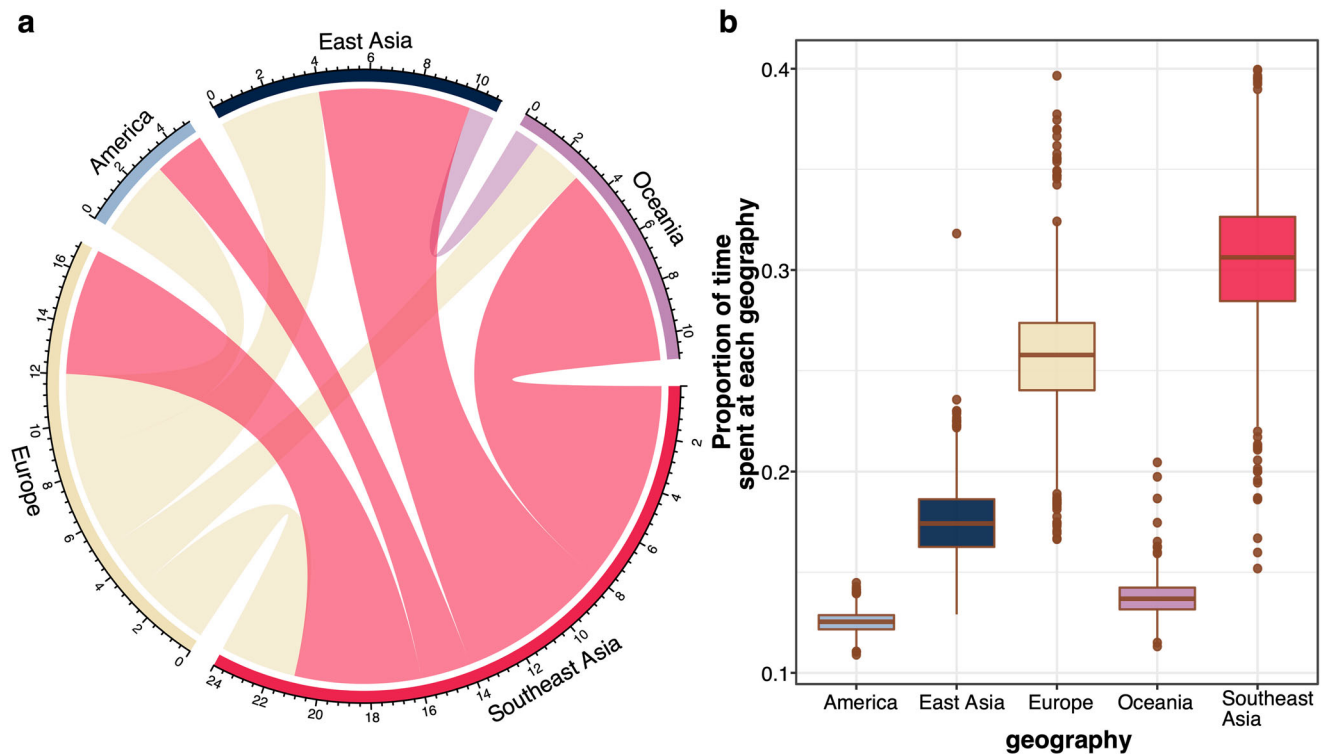 a
East Asia
0 2 4 6 8 10
America
0 2 4
Oceania
0 2 4 6 8 10
Europe
0 2 4 6 8 10 12 14 16
Southeast Asia
2 4 6 8 10 12 14 16 18 20 22 24
b
Proportion of time
spent at each geography
0.4
0.3
0.2
0.1
America East Asia Europe Oceania Southeast
Asia
geography